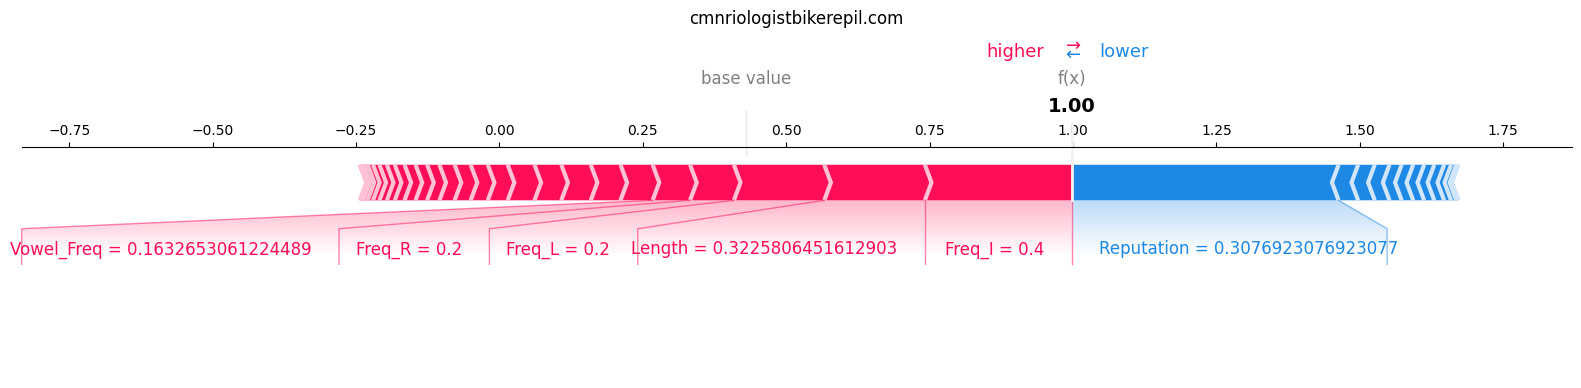 cmnriologistbikerepil.com
higher ⇄ lower
base value f(x)
1.00
−0.75 −0.50 −0.25 0.00 0.25 0.50 0.75 1.00 1.25 1.50 1.75
Vowel_Freq = 0.1632653061224489 Freq_R = 0.2 Freq_L = 0.2 Length = 0.3225806451612903 Freq_I = 0.4 Reputation = 0.3076923076923077